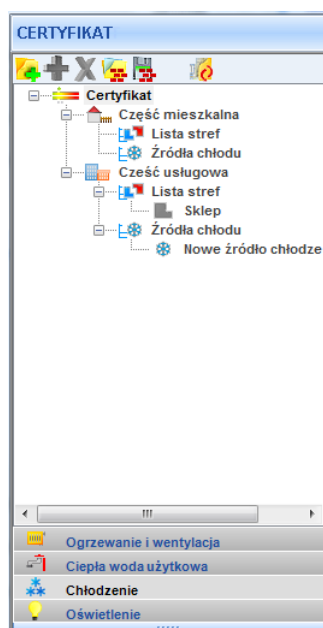 CERTYFIKAT
Certyfikat
Część mieszkalna
Lista stref
Źródła chłodu
Cześć usługowa
Lista stref
Sklep
Źródła chłodu
Nowe źródło chłodze
Ogrzewanie i wentylacja
Ciepła woda użytkowa
Chłodzenie
Oświetlenie